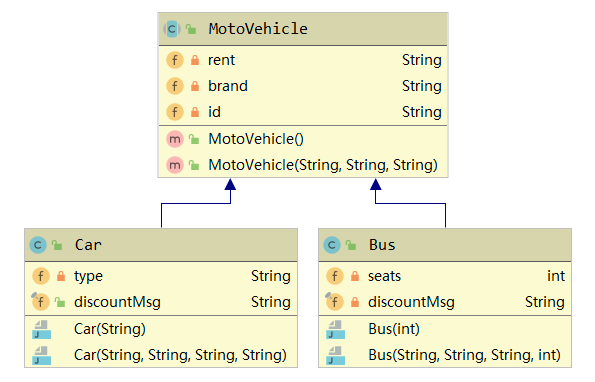 MotoVehicle
rent String
brand String
id String
MotoVehicle()
MotoVehicle(String, String, String)
Car
type String
discountMsg String
Car(String)
Car(String, String, String, String)
Bus
seats int
discountMsg String
Bus(int)
Bus(String, String, String, int)